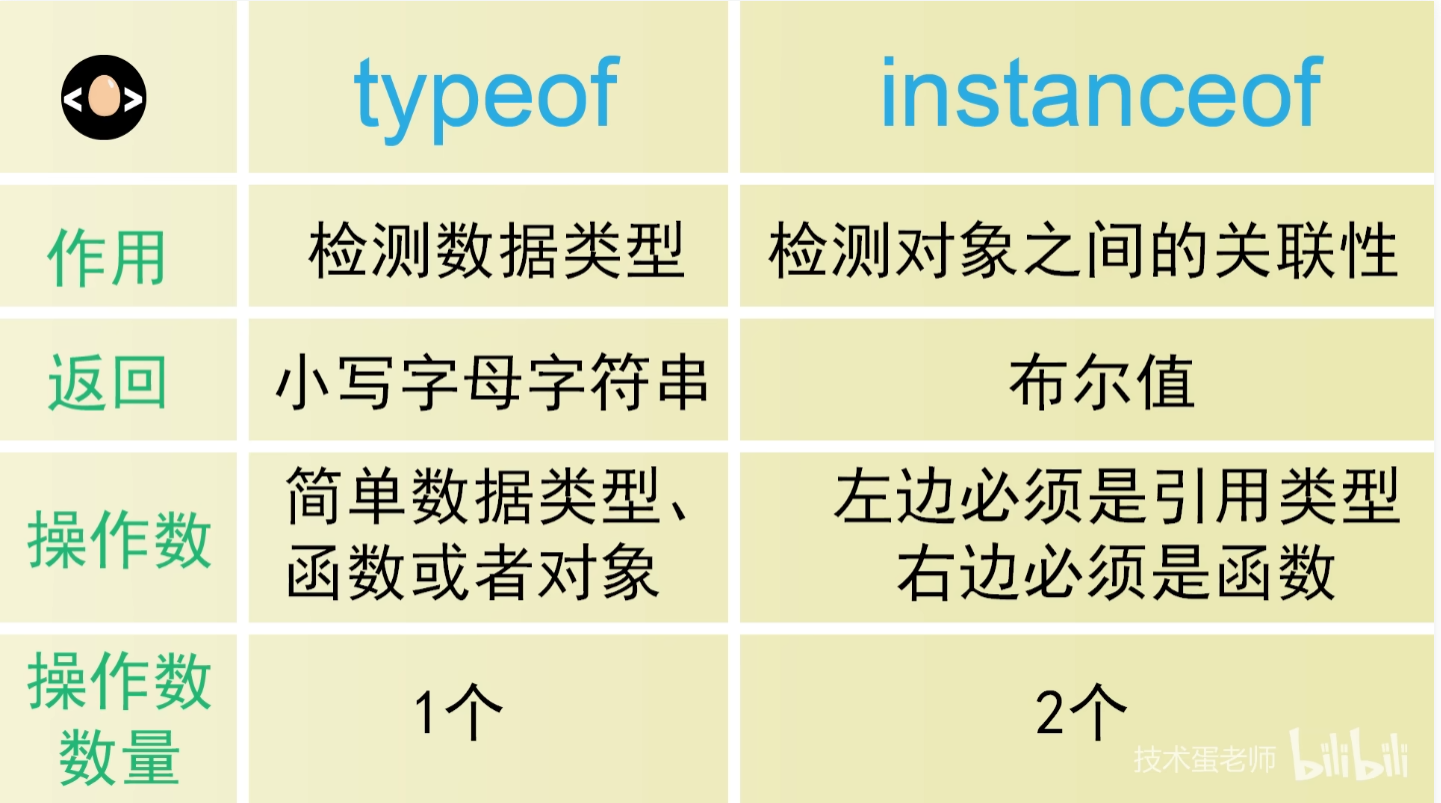 typeof
instanceof
作用
检测数据类型
检测对象之间的关联性
返回
小写字母字符串
布尔值
操作数
简单数据类型、
函数或者对象
左边必须是引用类型
右边必须是函数
操作数
数量
1个
2个
技术蛋老师 bilibili